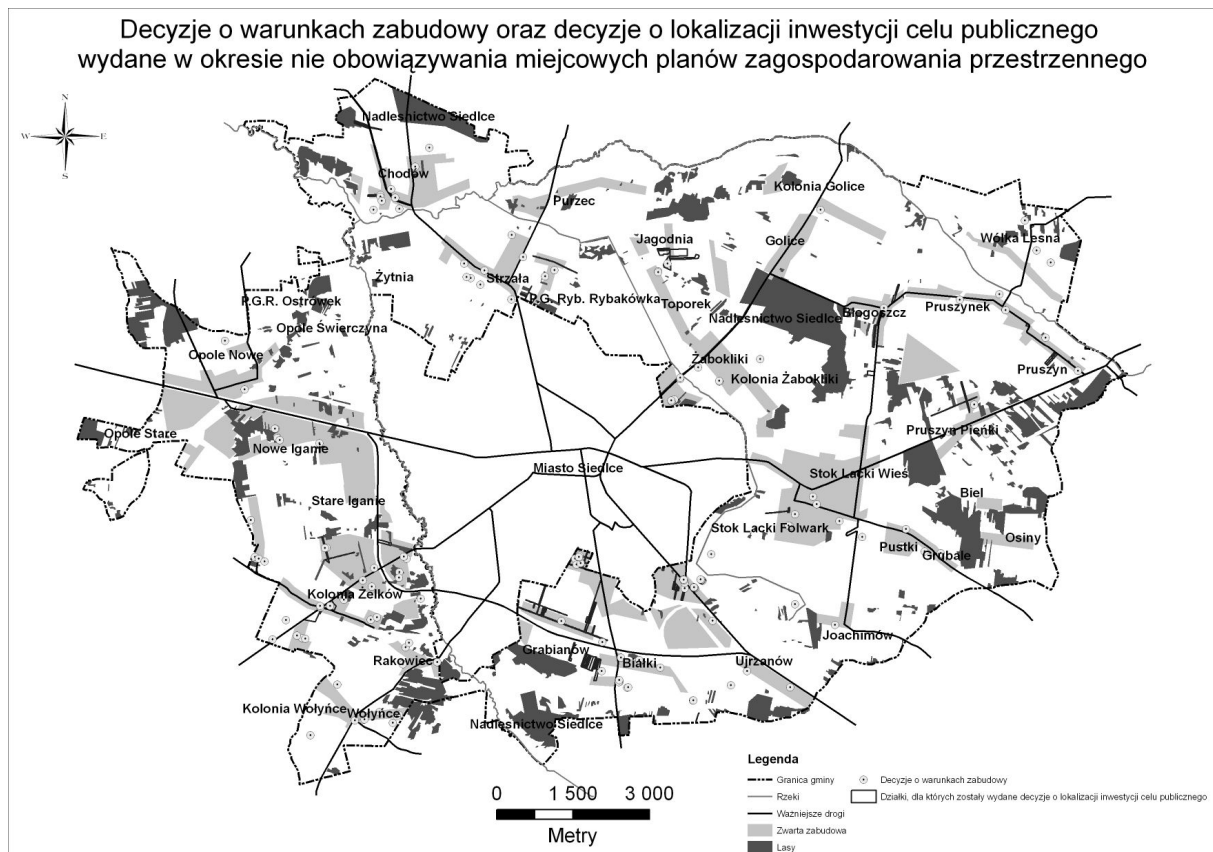 Decyzje o warunkach zabudowy oraz decyzje o lokalizacji inwestycji celu publicznego
wydane w okresie nie obowiązywania miejcowych planów zagospodarowania przestrzennego
N
W E
S
Nadlesnictwo Siedlce
Chodów
Kolonia Golice
Purzec
Jagodnia
Golice
Wólka Lesna
Żytnia
Strzała
P.G.R. Ostrówek
P.G. Ryb. Rybakówka
Toporek
Pruszynek
Nadlesnictwo Siedlce
Błogoszcz
Opole Świerczyna
Opole Nowe
Żabokliki
Pruszyn
Kolonia Żabokliki
Opole Stare
Pruszyn Pieńki
Nowe Iganie
Miasto Siedlce
Stok Lacki Wieś
Stare Iganie
Biel
Stok Lacki Folwark
Osiny
Pustki
Grubale
Kolonia Żelków
Joachimów
Grabianów
Rakowiec
Białki
Ujrzanów
Kolonia Wołyńce
Wołyńce
Nadlesnictwo Siedlce
0 1 500 3 000
Metry
Legenda
Granica gminy
Rzeki
Ważniejsze drogi
Zwarta zabudowa
Lasy
Decyzje o warunkach zabudowy
Działki, dla których zostały wydane decyzje o lokalizacji inwestycji celu publicznego